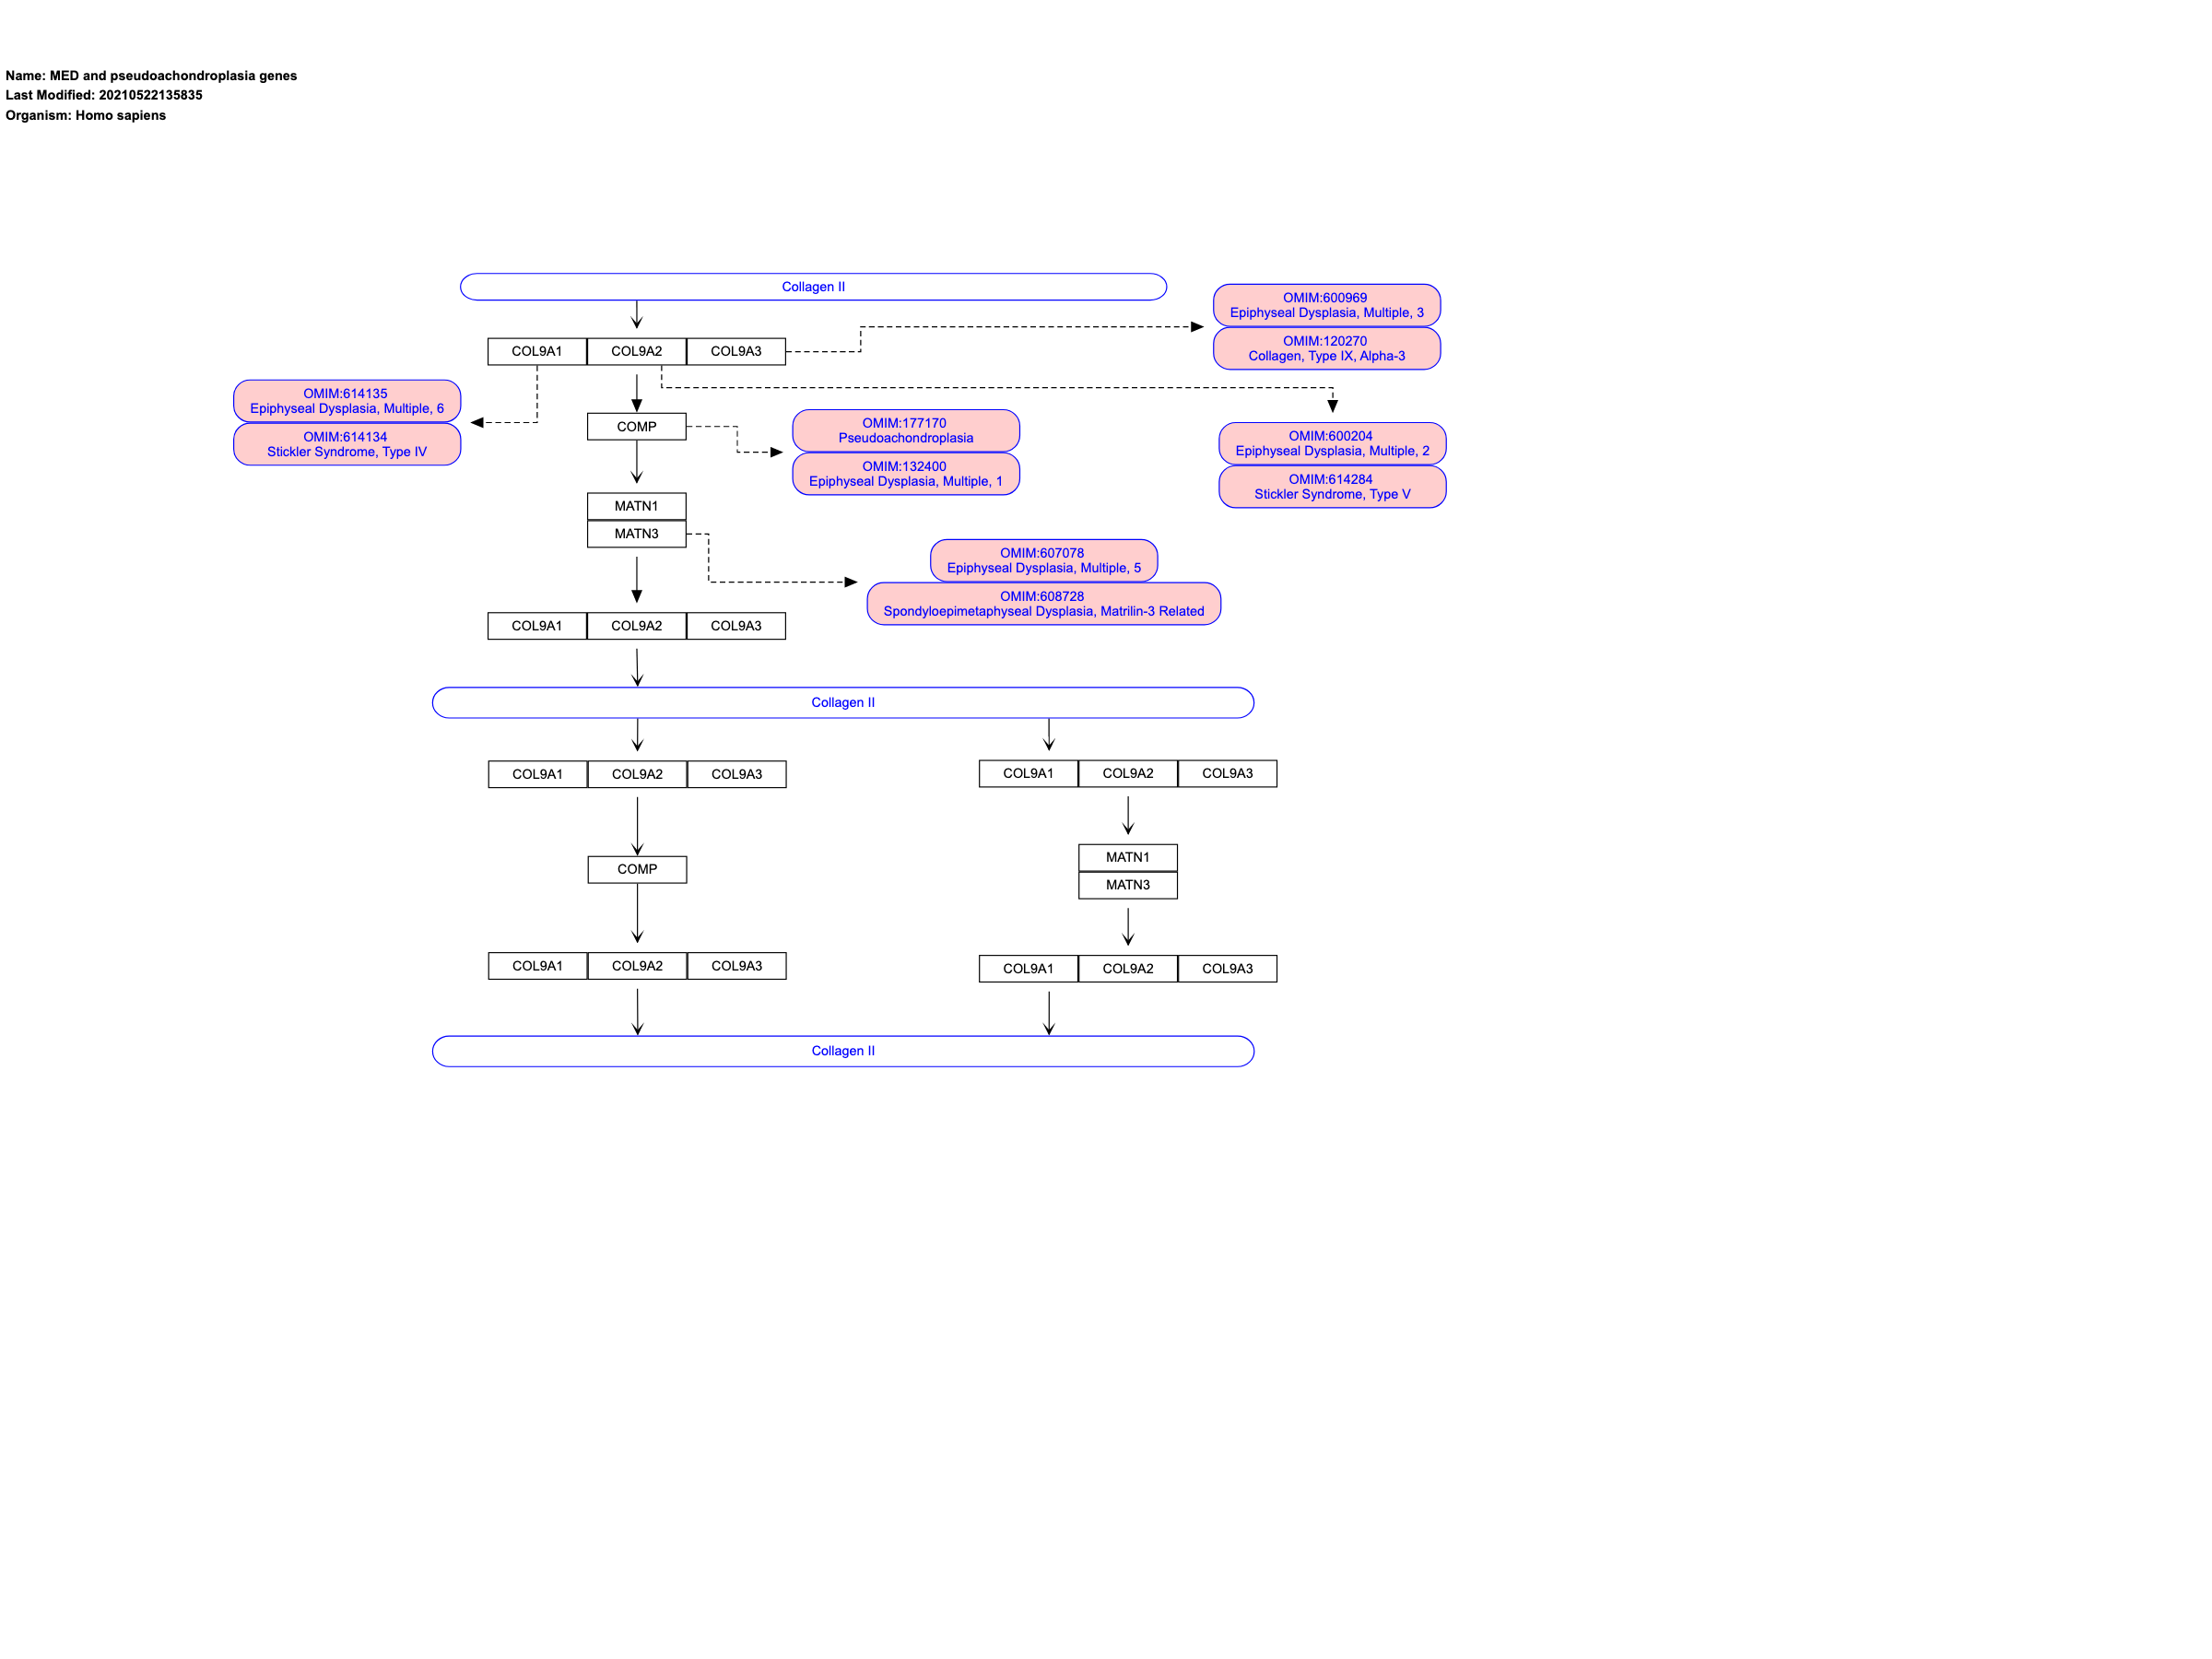 Name: MED and pseudoachondroplasia genes
Last Modified: 20210522135835
Organism: Homo sapiens
Collagen II
OMIM:600969
Epiphyseal Dysplasia, Multiple, 3
OMIM:120270
Collagen, Type IX, Alpha-3
COL9A1 COL9A2 COL9A3
OMIM:614135
Epiphyseal Dysplasia, Multiple, 6
OMIM:614134
Stickler Syndrome, Type IV
COMP
OMIM:177170
Pseudoachondroplasia
OMIM:132400
Epiphyseal Dysplasia, Multiple, 1
OMIM:600204
Epiphyseal Dysplasia, Multiple, 2
OMIM:614284
Stickler Syndrome, Type V
MATN1
MATN3
OMIM:607078
Epiphyseal Dysplasia, Multiple, 5
OMIM:608728
Spondyloepimetaphyseal Dysplasia, Matrilin-3 Related
COL9A1 COL9A2 COL9A3
Collagen II
COL9A1 COL9A2 COL9A3
COL9A1 COL9A2 COL9A3
COMP
MATN1
MATN3
COL9A1 COL9A2 COL9A3
COL9A1 COL9A2 COL9A3
Collagen II